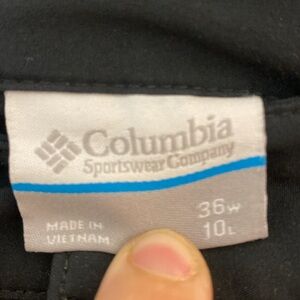 Columbia
Sportswear Company
36W
10L
MADE IN
VIETNAM